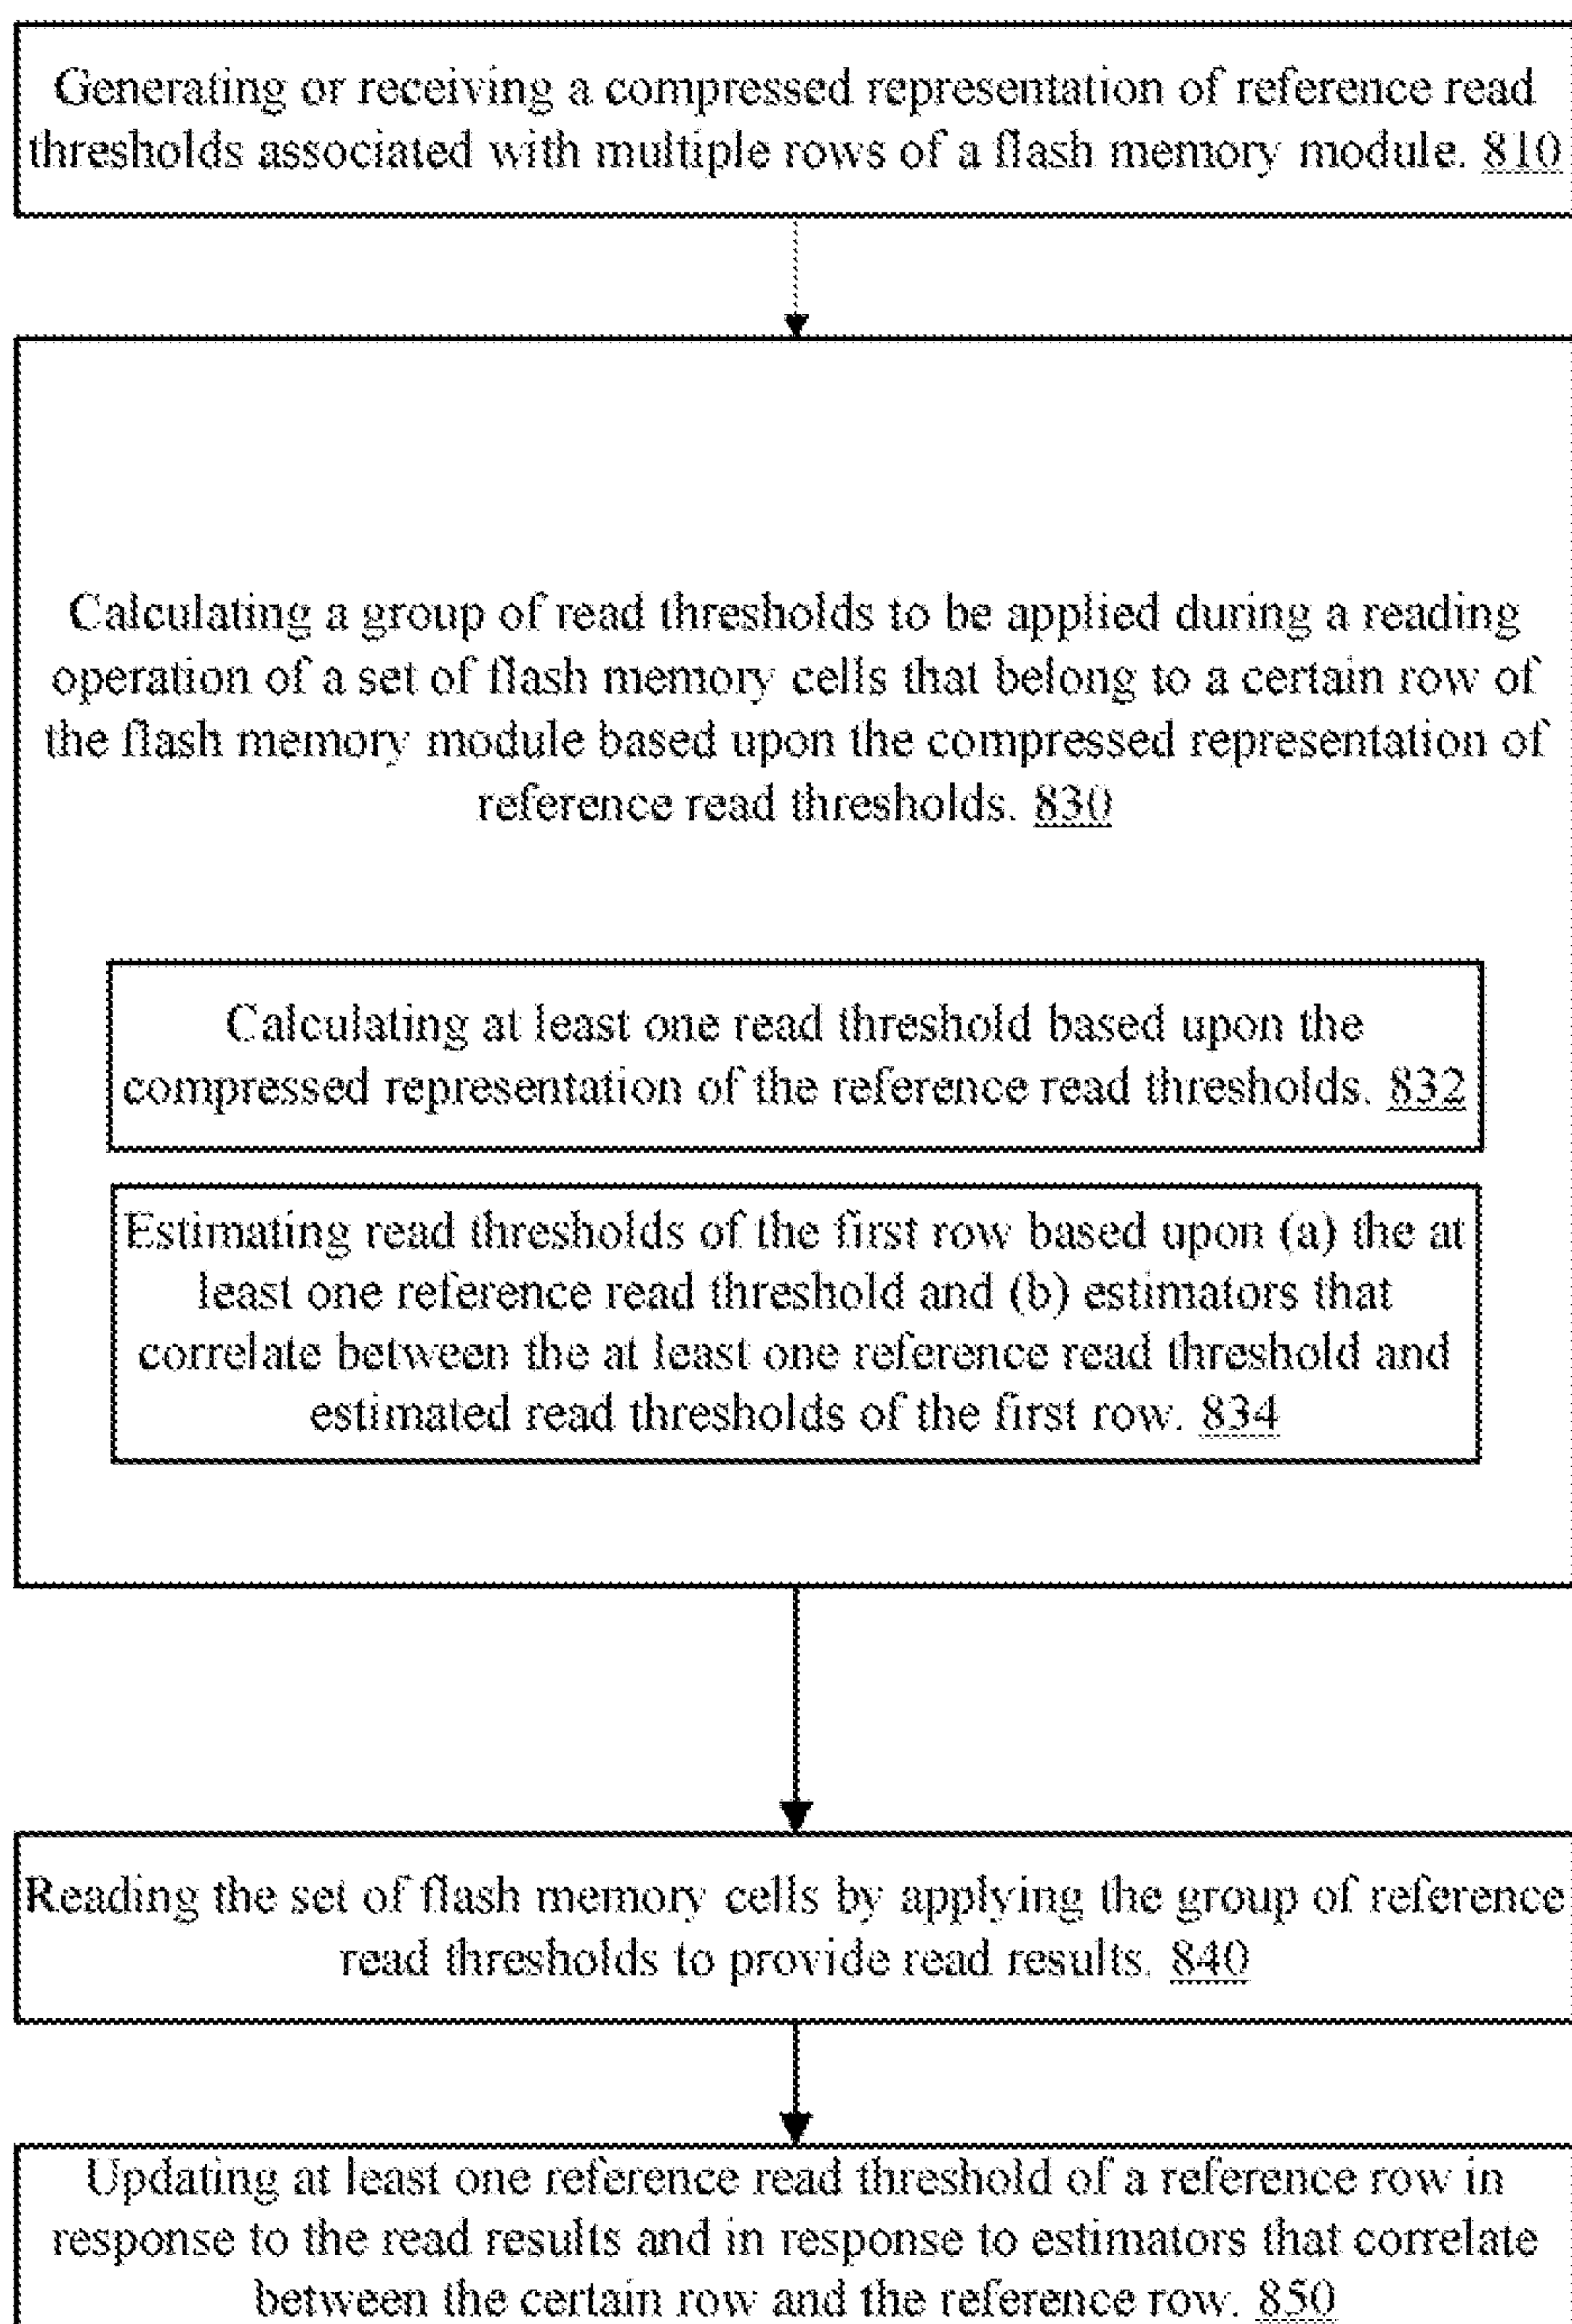 Generating or receiving a compressed representation of reference read
thresholds associated with multiple rows of a flash memory module. 810
Calculating a group of read thresholds to be applied during a reading
operation of a set of flash memory cells that belong to a certain row of
the flash memory module based upon the compressed representation of
reference read thresholds. 830
Calculating at least one read threshold based upon the
compressed representation of the reference read thresholds. 832
Estimating read thresholds of the first row based upon (a) the at
least one reference read threshold and (b) estimators that
correlate between the at least one reference read threshold and
estimated read thresholds of the first row. 834
Reading the set of flash memory cells by applying the group of reference
read thresholds to provide read results. 840
Updating at least one reference read threshold of a reference row in
response to the read results and in response to estimators that correlate
between the certain row and the reference row. 850